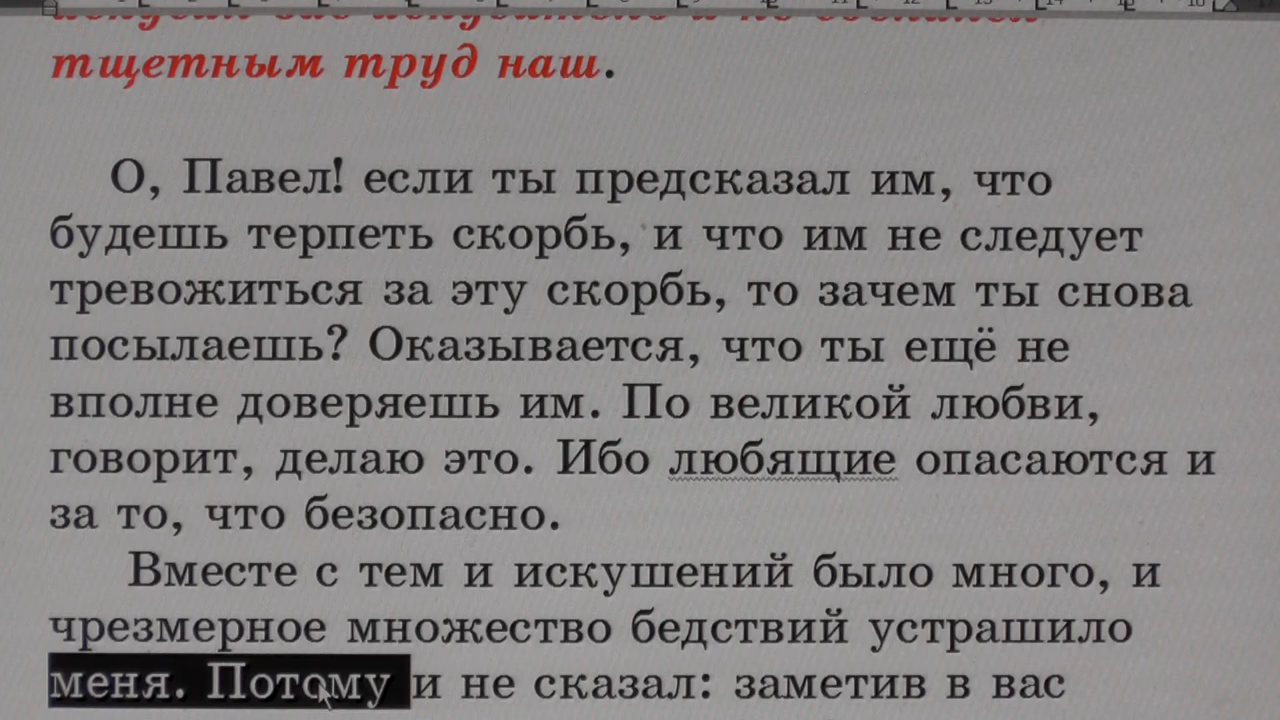 тщетным труд наш.
О, Павел! если ты предсказал им, что
будешь терпеть скорбь, и что им не следует
тревожиться за эту скорбь, то зачем ты снова
посылаешь? Оказывается, что ты ещё не
вполне доверяешь им. По великой любви,
говорит, делаю это. Ибо любящие опасаются и
за то, что безопасно.
Вместе с тем и искушений было много, и
чрезмерное множество бедствий устрашило
меня. Потому и не сказал: заметив в вас